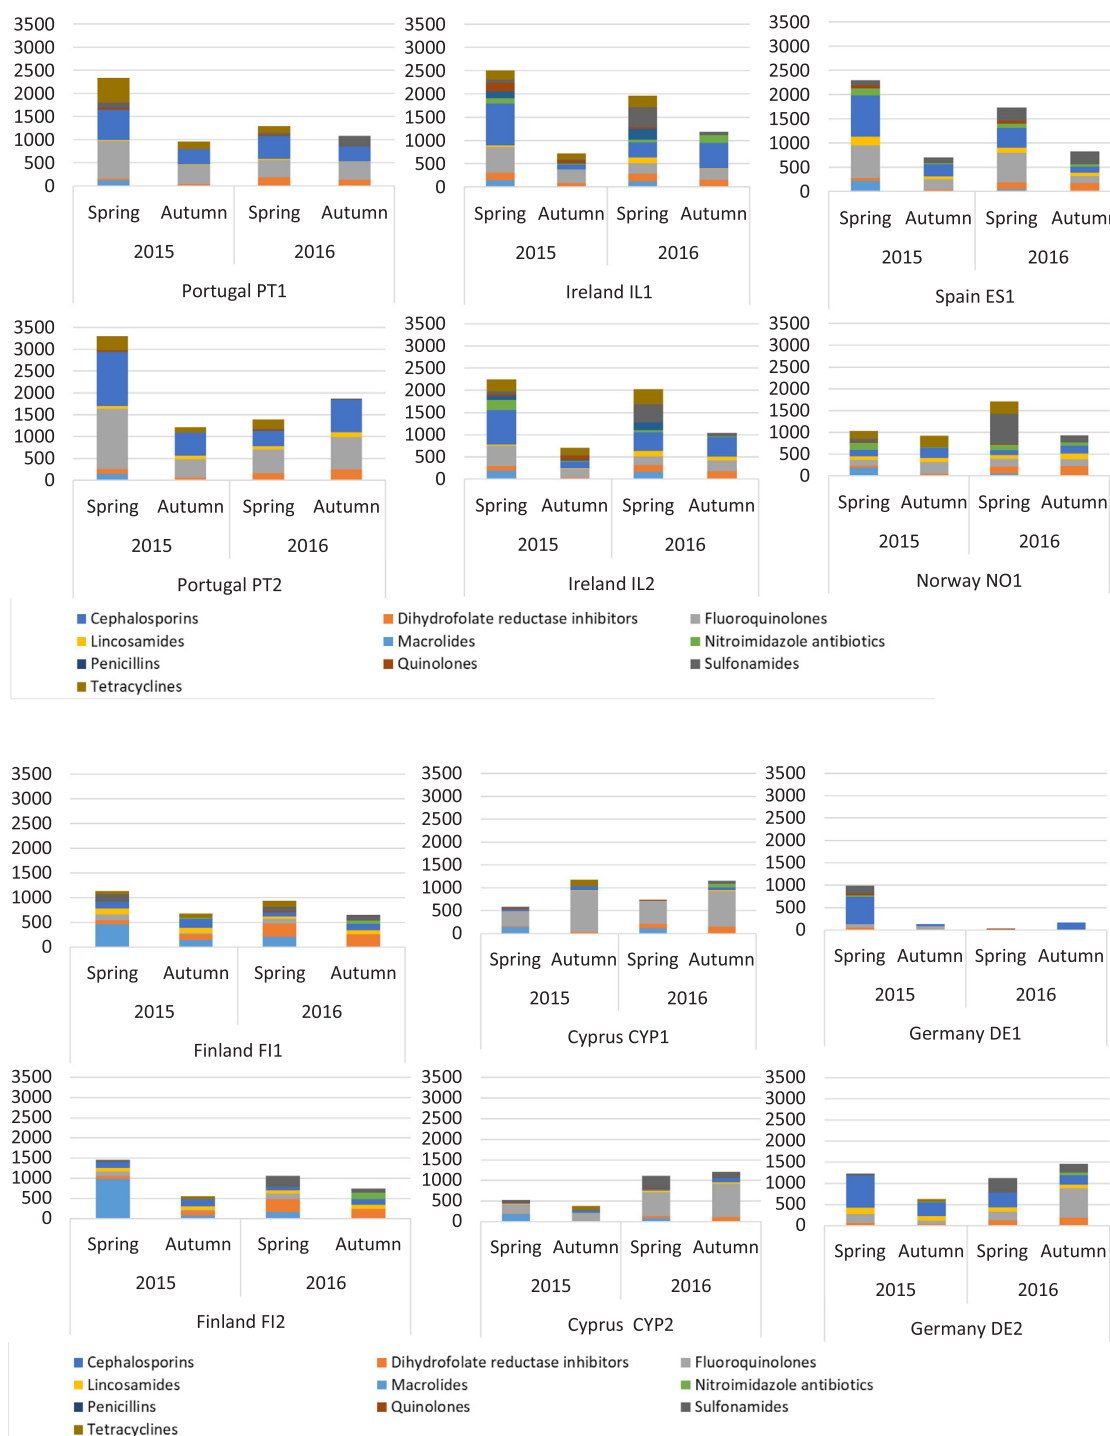 3500 3500 3500
3000 3000 3000
2500 2500 2500
2000 2000 2000
1500 1500 1500
1000 1000 1000
500 500 500
0 0 0
Spring Autumn Spring Autumn Spring Autumn Spring Autumn Spring Autumn Spring Autumn
2015 2016 2015 2016 2015 2016
Portugal PT1 Ireland IL1 Spain ES1
3500 3500 3500
3000 3000 3000
2500 2500 2500
2000 2000 2000
1500 1500 1500
1000 1000 1000
500 500 500
0 0 0
Spring Autumn Spring Autumn Spring Autumn Spring Autumn Spring Autumn Spring Autumn
2015 2016 2015 2016 2015 2016
Portugal PT2 Ireland IL2 Norway NO1
Cephalosporins Dihydrofolate reductase inhibitors Fluoroquinolones
Lincosamides Macrolides Nitroimidazole antibiotics
Penicillins Quinolones Sulfonamides
Tetracyclines
3500 3500 3500
3000 3000 3000
2500 2500 2500
2000 2000 2000
1500 1500 1500
1000 1000 1000
500 500 500
0 0 0
Spring Autumn Spring Autumn Spring Autumn Spring Autumn Spring Autumn Spring Autumn
2015 2016 2015 2016 2015 2016
Finland FI1 Cyprus CYP1 Germany DE1
3500 3500 3500
3000 3000 3000
2500 2500 2500
2000 2000 2000
1500 1500 1500
1000 1000 1000
500 500 500
0 0 0
Spring Autumn Spring Autumn Spring Autumn Spring Autumn Spring Autumn Spring Autumn
2015 2016 2015 2016 2015 2016
Finland FI2 Cyprus CYP2 Germany DE2
Cephalosporins Dihydrofolate reductase inhibitors Fluoroquinolones
Lincosamides Macrolides Nitroimidazole antibiotics
Penicillins Quinolones Sulfonamides
Tetracyclines